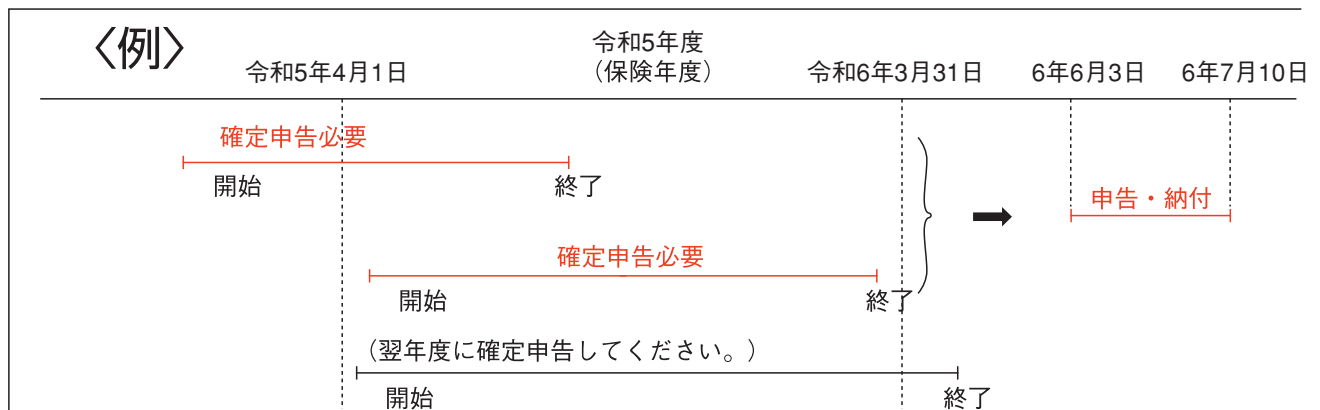 〈例〉
令和5年度
（保険年度）
令和5年4月1日
令和6年3月31日
6年6月3日
6年7月10日
確定申告必要
開始
終了
申告・納付
確定申告必要
開始
終了
（翌年度に確定申告してください。）
開始
終了